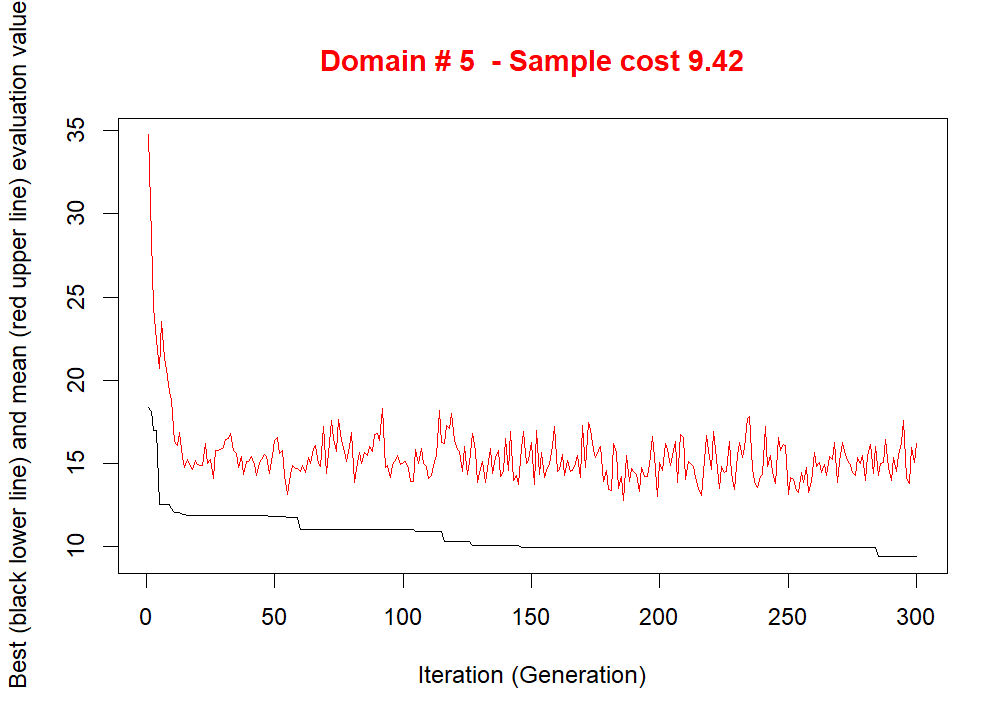 Domain # 5  - Sample cost 9.42
Best (black lower line) and mean (red upper line) evaluation value
35
30
25
20
15
10
0 50 100 150 200 250 300
Iteration (Generation)